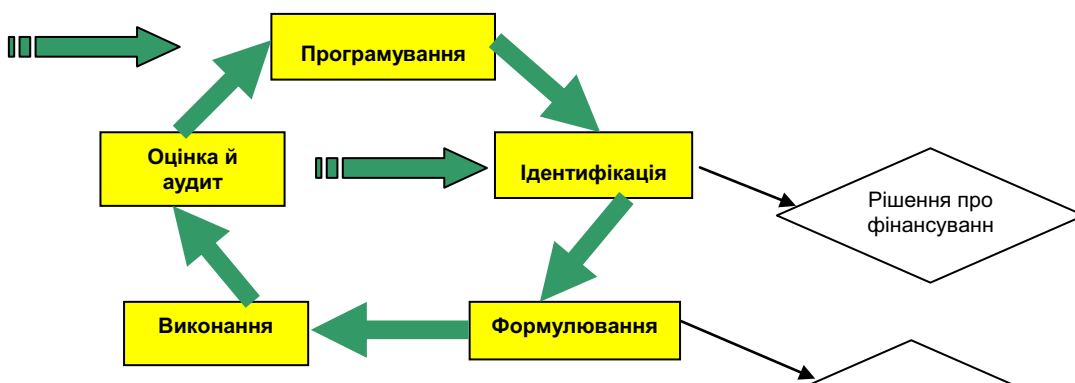 Програмування
Оцінка й
аудит
Ідентифікація
Рішення про
фінансуванн
Виконання
Формулювання